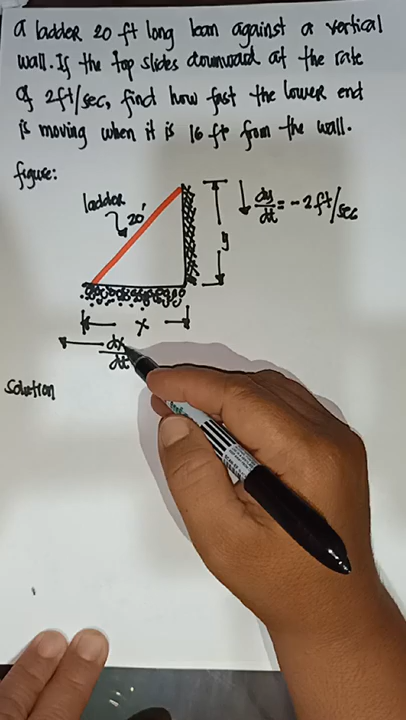 a ladder 20 ft long lean against a vertical
wall. If the top slides downward at the rate
of 2ft/sec, find how fast the lower end
is moving when it is 16 ft from the wall.
figure:
ladder
20'
y
dy/dt = -2 ft/sec
x
dx/dt
Solution